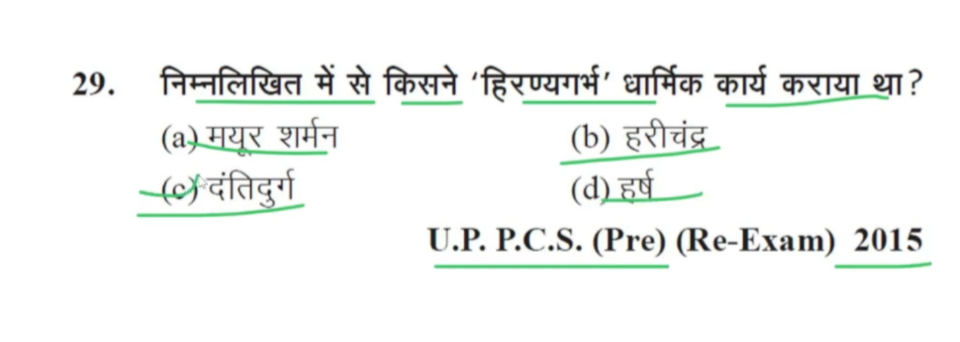 29. निम्नलिखित में से किसने ‘हिरण्यगर्भ’ धार्मिक कार्य कराया था?
(a) मयूर शर्मन (b) हरीचंद्र
(c) दंतिदुर्ग (d) हर्ष
U.P. P.C.S. (Pre) (Re-Exam) 2015